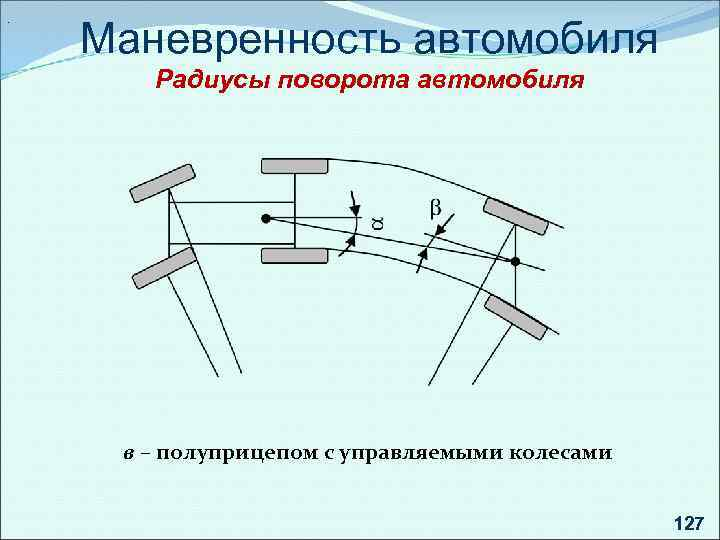 Маневренность автомобиля
Радиусы поворота автомобиля
α
β
в – полуприцепом с управляемыми колесами
127